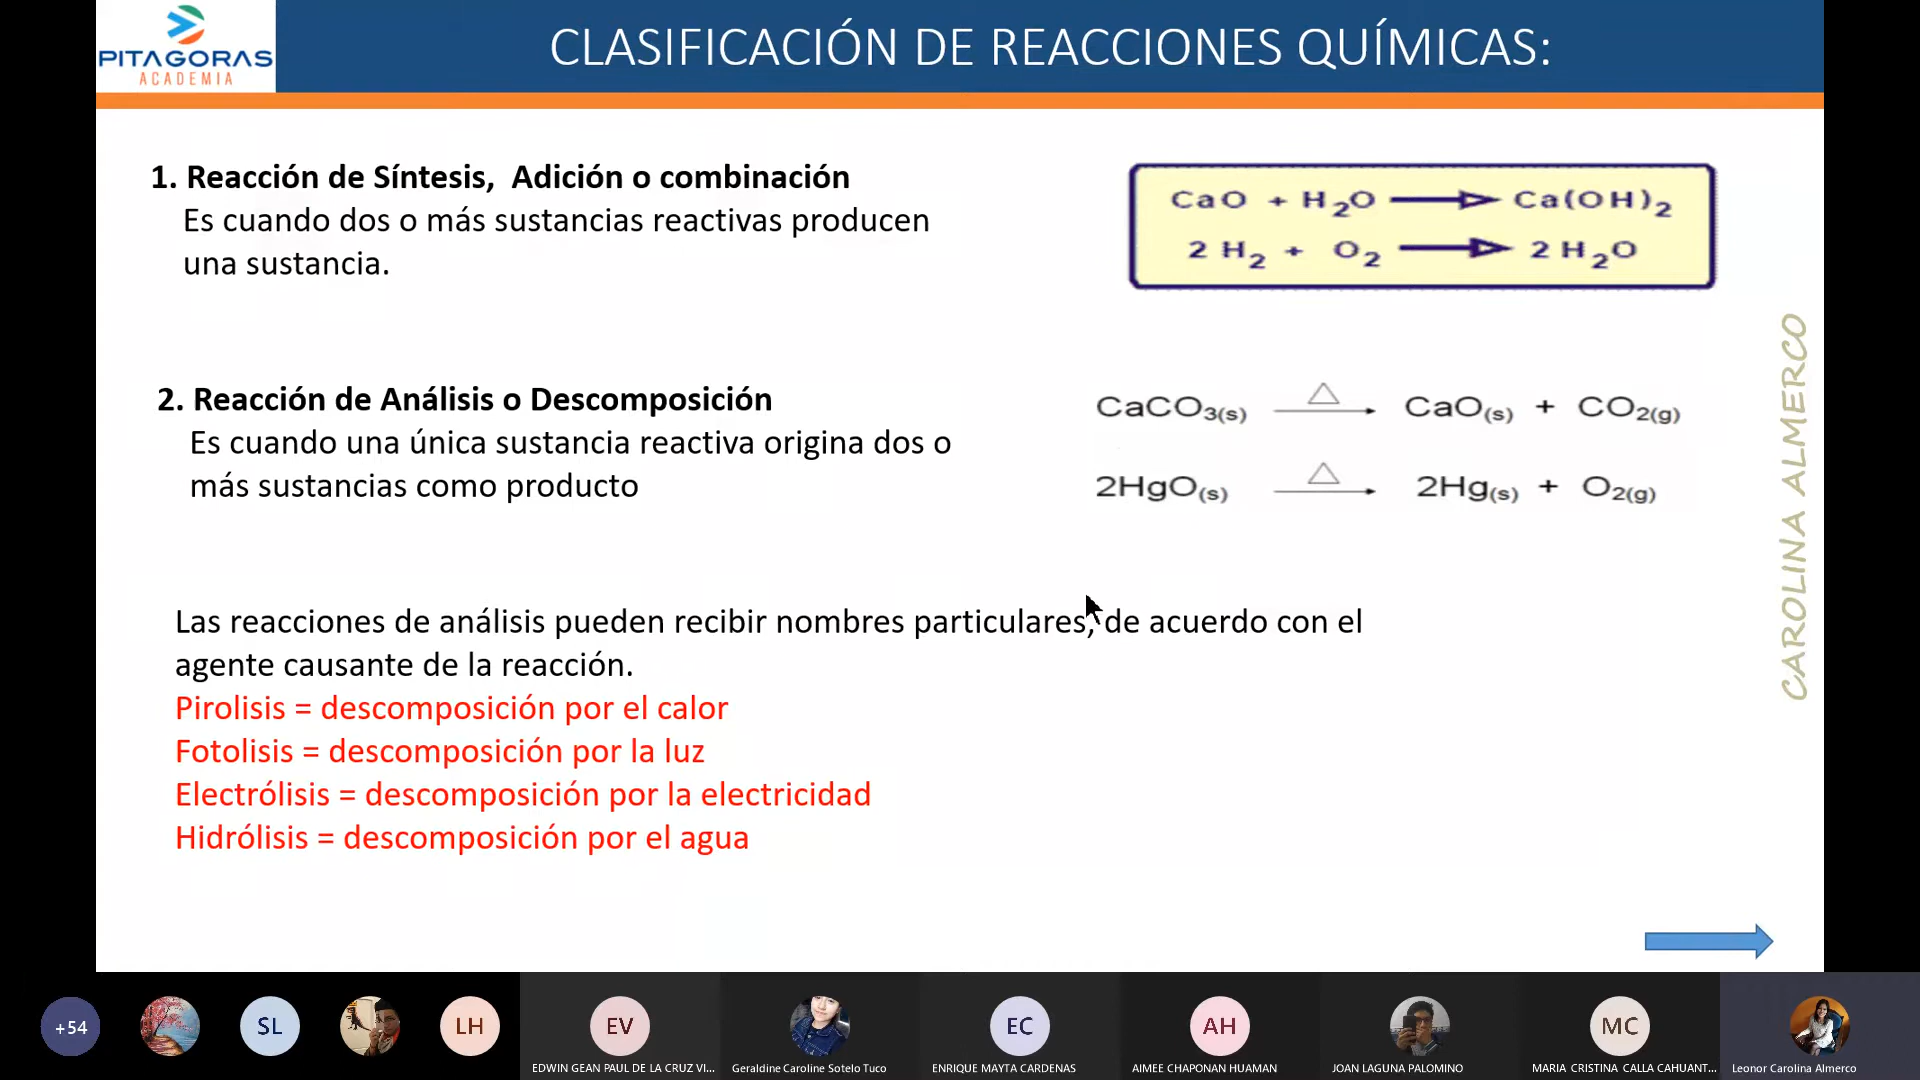 PITAGORAS
ACADEMIA
CLASIFICACIÓN DE REACCIONES QUÍMICAS:
1. Reacción de Síntesis, Adición o combinación
Es cuando dos o más sustancias reactivas producen
una sustancia.
CaO + H₂O → Ca(OH)₂
2 H₂ + O₂ → 2 H₂O
2. Reacción de Análisis o Descomposición
Es cuando una única sustancia reactiva origina dos o
más sustancias como producto
CaCO₃(s) △→ CaO(s) + CO₂(g)
2HgO(s) △→ 2Hg(s) + O₂(g)
Las reacciones de análisis pueden recibir nombres particulares, de acuerdo con el
agente causante de la reacción.
Pirolisis = descomposición por el calor
Fotolisis = descomposición por la luz
Electrólisis = descomposición por la electricidad
Hidrólisis = descomposición por el agua
CAROLINA ALMERCO
+54
SL
LH
EV
EC
AH
MC
EDWIN GEAN PAUL DE LA CRUZ VI...
Geraldine Caroline Sotelo Tuco
ENRIQUE MAYTA CARDENAS
AIMEE CHAPONAN HUAMAN
JOAN LAGUNA PALOMINO
MARIA CRISTINA CALLA CAHUANT...
Leonor Carolina Almerco